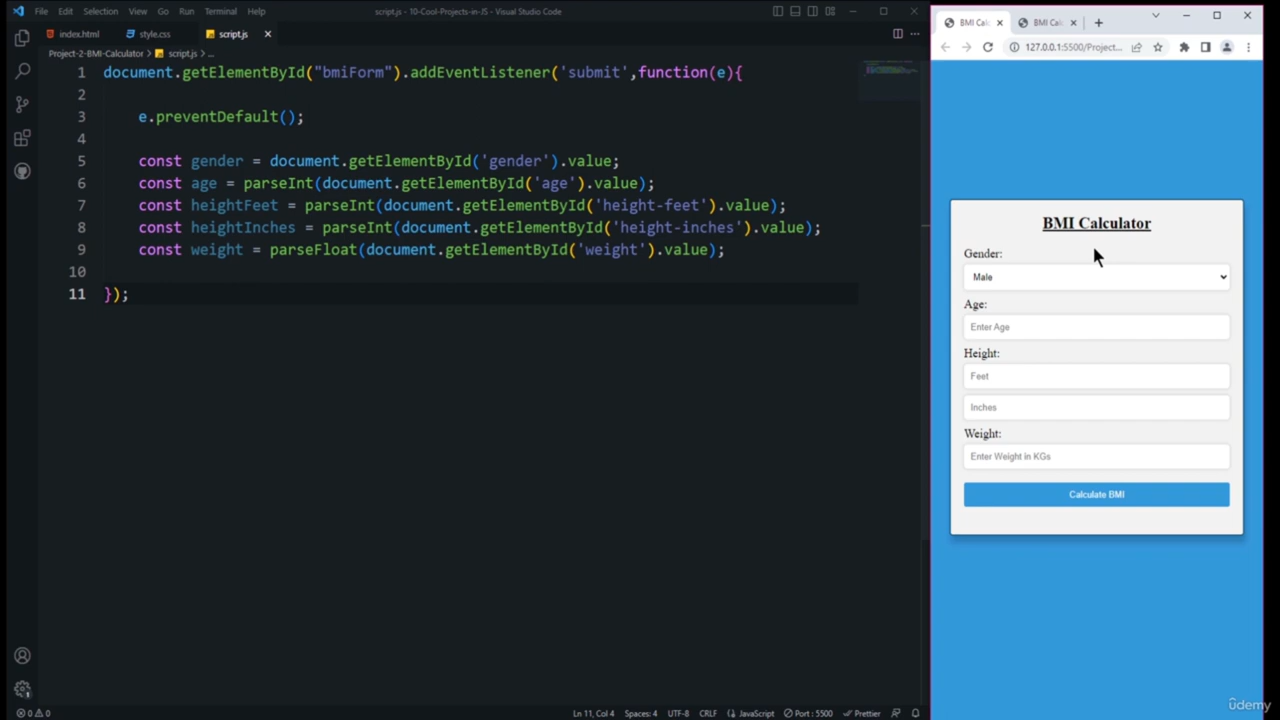 File Edit Selection View Go Run Terminal Help script.js - 10-Cool-Projects-in-JS - Visual Studio Code
index.html style.css script.js
Project-2-BMI-Calculator > script.js > ...
1 document.getElementById("bmiForm").addEventListener('submit',function(e){
2
3 e.preventDefault();
4
5 const gender = document.getElementById('gender').value;
6 const age = parseInt(document.getElementById('age').value);
7 const heightFeet = parseInt(document.getElementById('height-feet').value);
8 const heightInches = parseInt(document.getElementById('height-inches').value);
9 const weight = parseFloat(document.getElementById('weight').value);
10
11 });
0 0 Ln 11, Col 4 Spaces: 4 UTF-8 CRLF JavaScript Port : 5500 Prettier
BMI Calc BMI Calc
127.0.0.1:5500/Project...
BMI Calculator
Gender:
Male
Age:
Enter Age
Height:
Feet
Inches
Weight:
Enter Weight in KGs
Calculate BMI
ûdemy